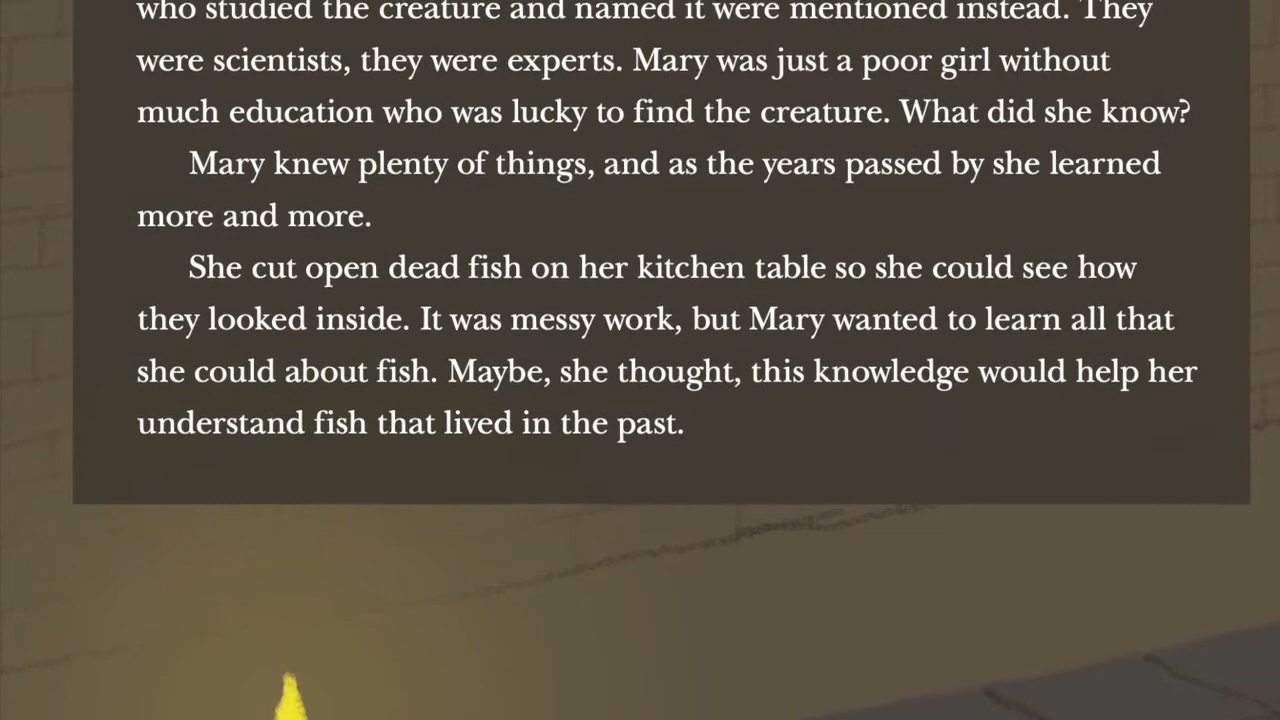 who studied the creature and named it were mentioned instead. They
were scientists, they were experts. Mary was just a poor girl without
much education who was lucky to find the creature. What did she know?
Mary knew plenty of things, and as the years passed by she learned
more and more.
She cut open dead fish on her kitchen table so she could see how
they looked inside. It was messy work, but Mary wanted to learn all that
she could about fish. Maybe, she thought, this knowledge would help her
understand fish that lived in the past.